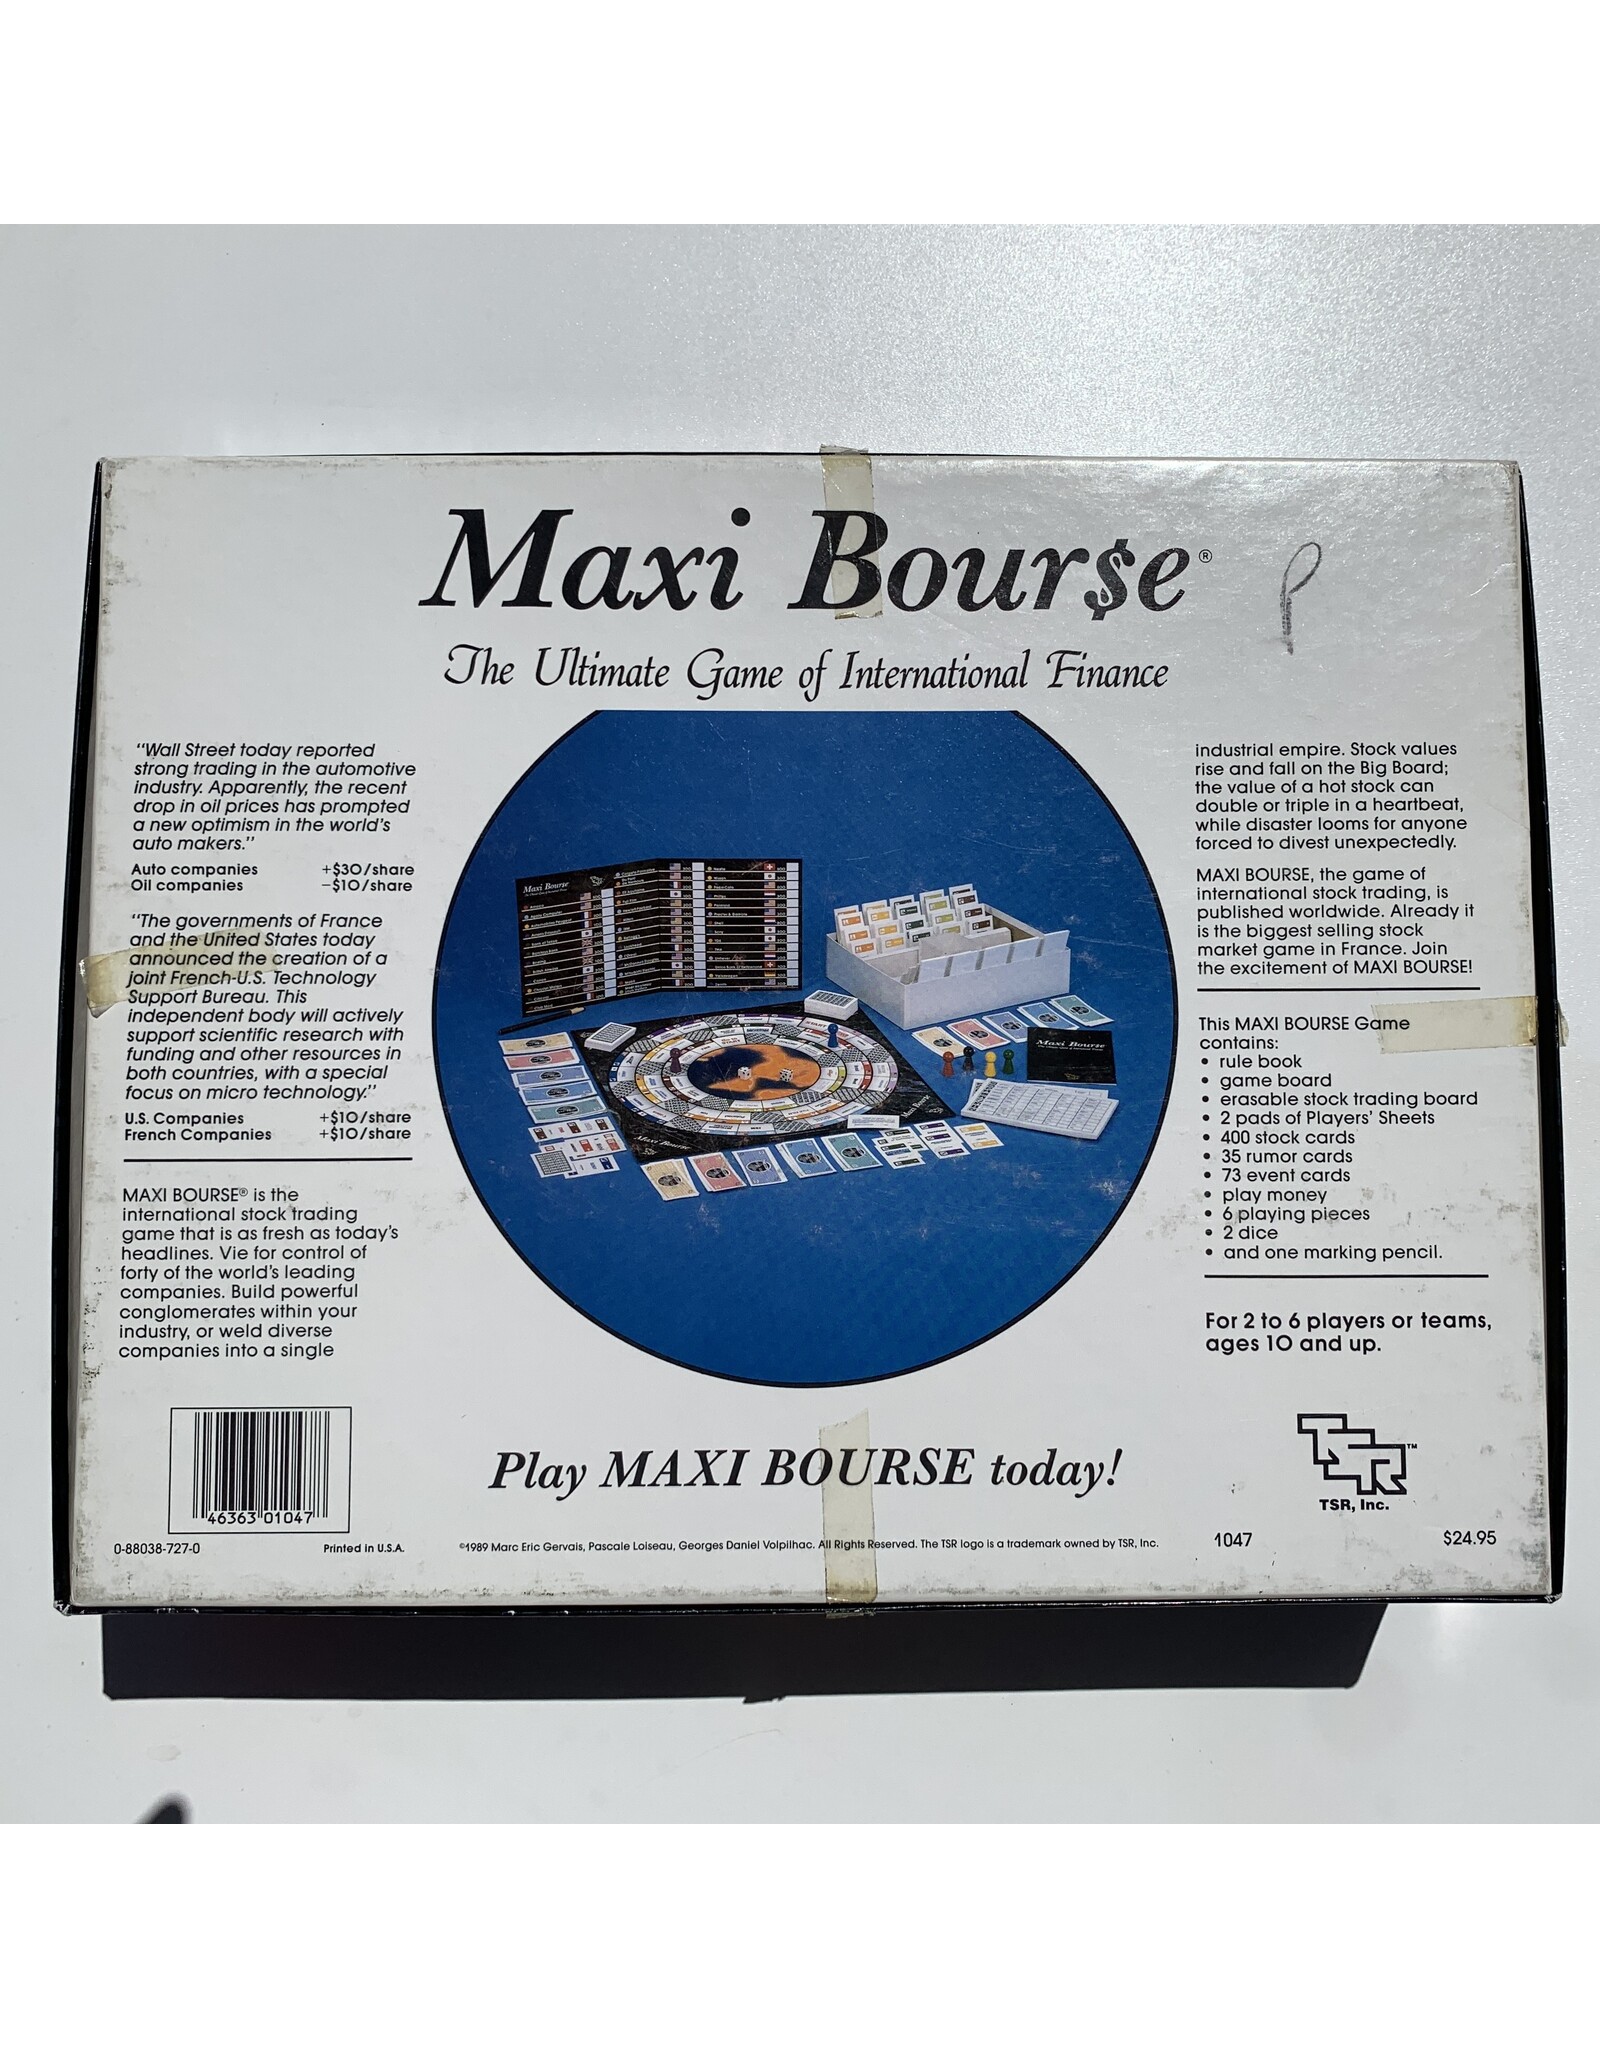 Maxi Bour$e®
P
The Ultimate Game of International Finance
"Wall Street today reported
strong trading in the automotive
industry. Apparently, the recent
drop in oil prices has prompted
a new optimism in the world's
auto makers."
Auto companies +$30/share
Oil companies -$10/share
"The governments of France
and the United States today
announced the creation of a
joint French-U.S. Technology
Support Bureau. This
independent body will actively
support scientific research with
funding and other resources in
both countries, with a special
focus on micro technology."
U.S. Companies +$10/share
French Companies +$10/share
MAXI BOURSE® is the
international stock trading
game that is as fresh as today's
headlines. Vie for control of
forty of the world's leading
companies. Build powerful
conglomerates within your
industry, or weld diverse
companies into a single
Maxi Bourse
Maxi Bourse
Maxi Bourse
Maxi Bourse
industrial empire. Stock values
rise and fall on the Big Board;
the value of a hot stock can
double or triple in a heartbeat,
while disaster looms for anyone
forced to divest unexpectedly.
MAXI BOURSE, the game of
international stock trading, is
published worldwide. Already it
is the biggest selling stock
market game in France. Join
the excitement of MAXI BOURSE!
This MAXI BOURSE Game
contains:
• rule book
• game board
• erasable stock trading board
• 2 pads of Players' Sheets
• 400 stock cards
• 35 rumor cards
• 73 event cards
• play money
• 6 playing pieces
• 2 dice
• and one marking pencil.
For 2 to 6 players or teams,
ages 10 and up.
Play MAXI BOURSE today!
TSR™
TSR, Inc.
46363 01047
0-88038-727-0
Printed in U.S.A.
©1989 Marc Eric Gervais, Pascale Loiseau, Georges Daniel Volpilhac. All Rights Reserved. The TSR logo is a trademark owned by TSR, Inc.
1047
$24.95